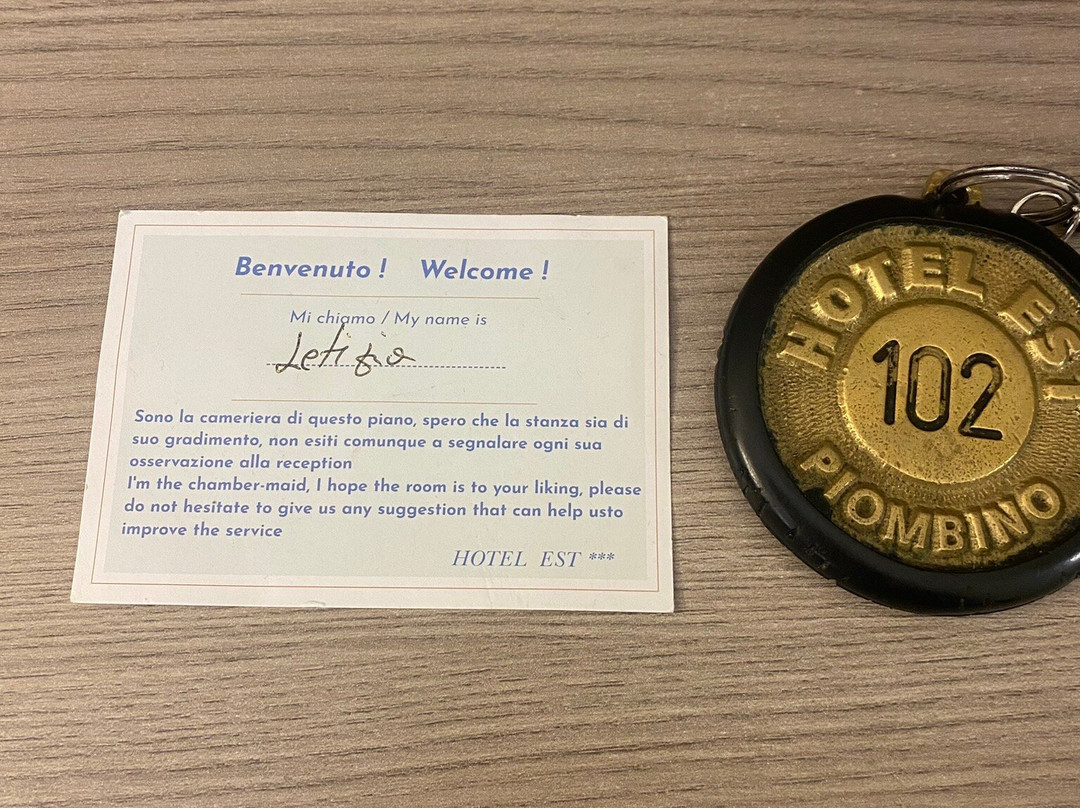 Benvenuto ! Welcome !
Mi chiamo / My name is
Letizia
Sono la cameriera di questo piano, spero che la stanza sia di
suo gradimento, non esiti comunque a segnalare ogni sua
osservazione alla reception
I'm the chamber-maid, I hope the room is to your liking, please
do not hesitate to give us any suggestion that can help usto
improve the service
HOTEL EST ***
HOTEL EST
102
PIOMBINO